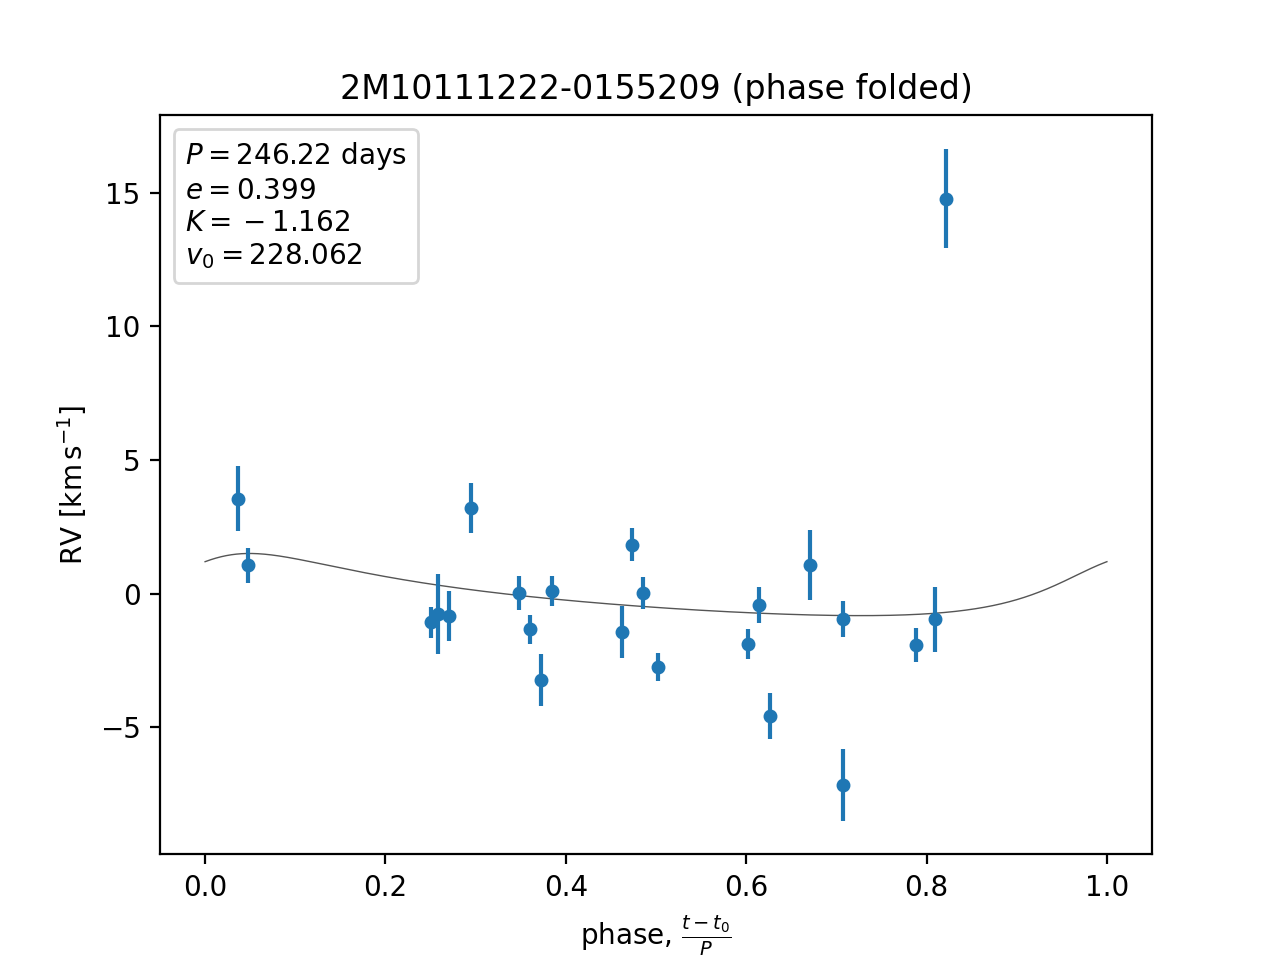 2M10111222-0155209 (phase folded)
P = 246.22 days
e = 0.399
K = −1.162
v₀ = 228.062
15
10
5
0
−5
RV [km s⁻¹]
0.0 0.2 0.4 0.6 0.8 1.0
phase, (t − t₀)/P